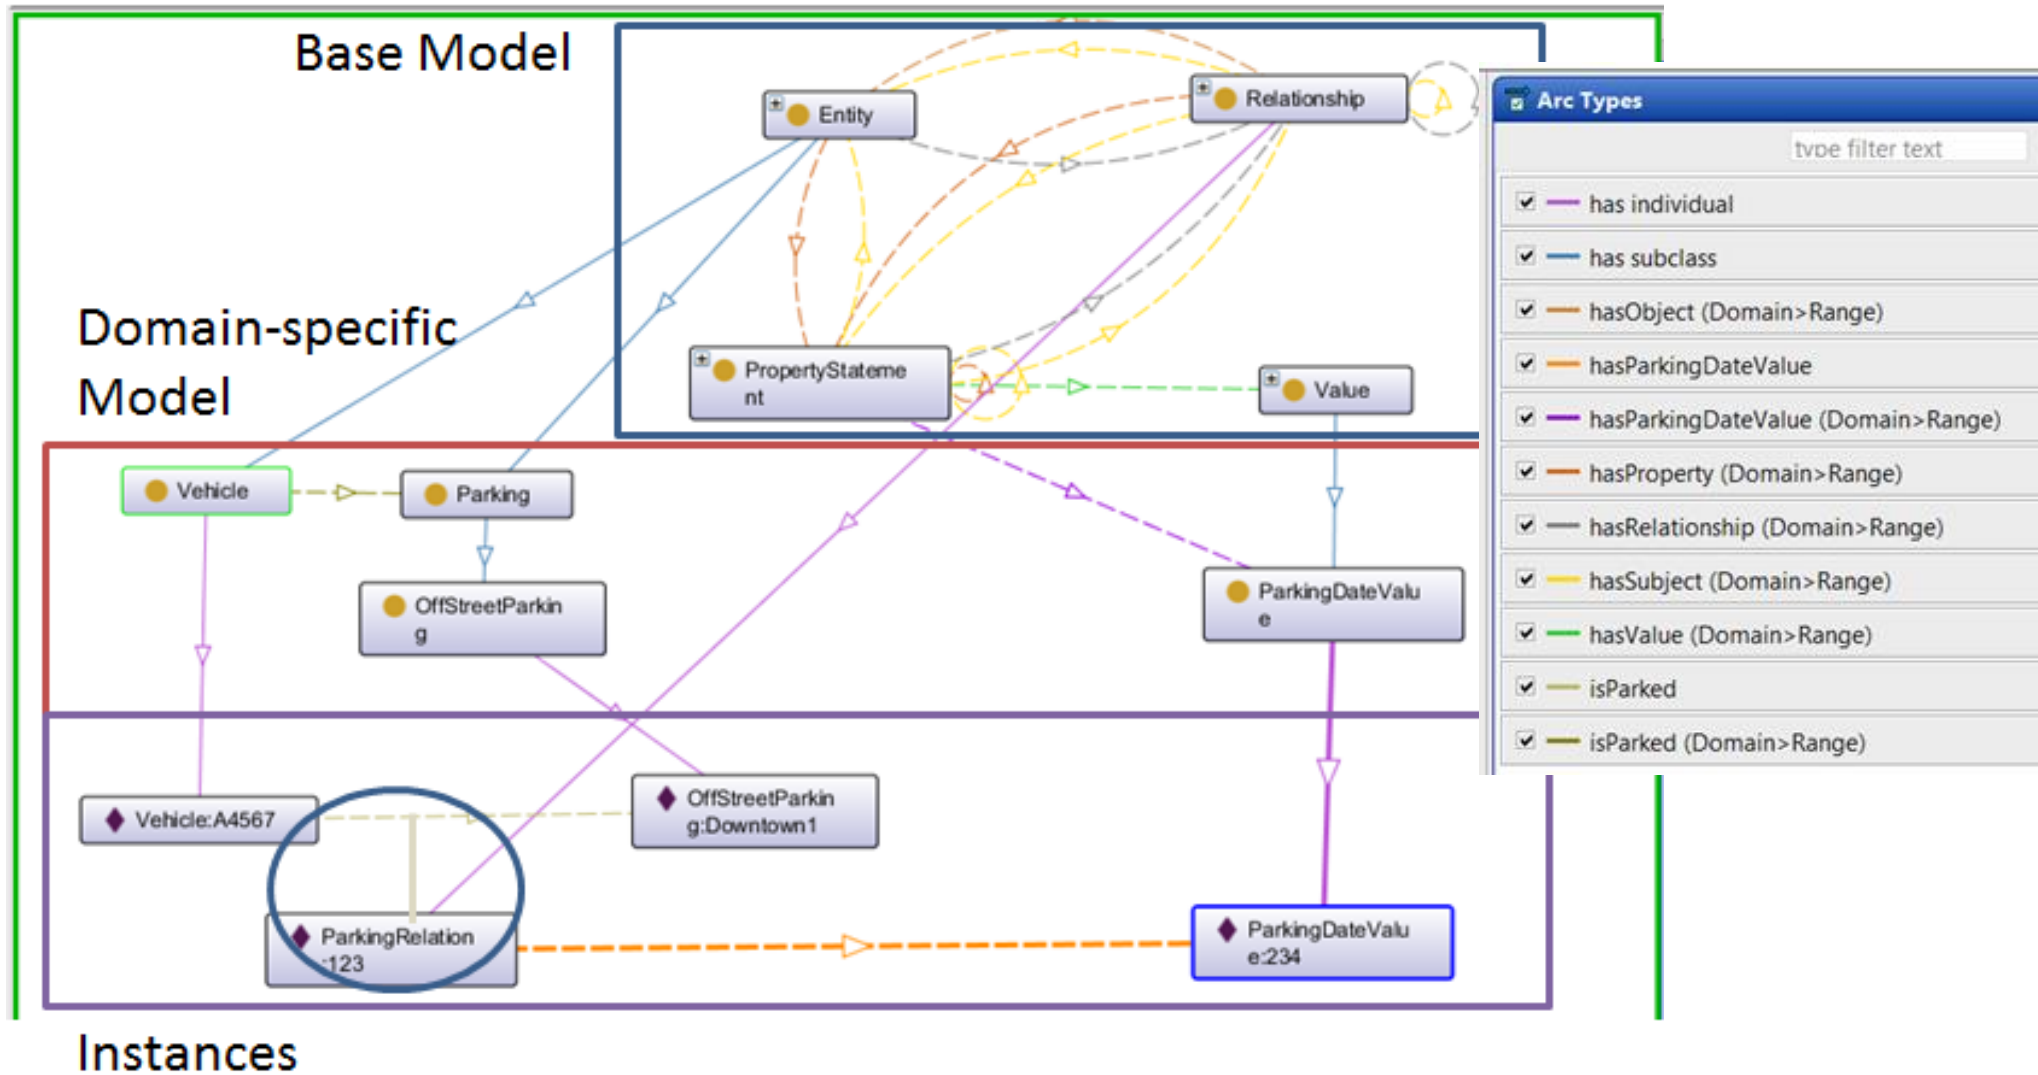 Base Model
Entity
Relationship
Domain-specific
Model
PropertyStateme
nt
Value
Vehicle
Parking
OffStreetParkin
g
ParkingDateValu
e
Vehicle:A4567
OffStreetParkin
g:Downtown1
ParkingRelation
:123
ParkingDateValu
e:234
Instances
Arc Types
type filter text
has individual
has subclass
hasObject (Domain>Range)
hasParkingDateValue
hasParkingDateValue (Domain>Range)
hasProperty (Domain>Range)
hasRelationship (Domain>Range)
hasSubject (Domain>Range)
hasValue (Domain>Range)
isParked
isParked (Domain>Range)